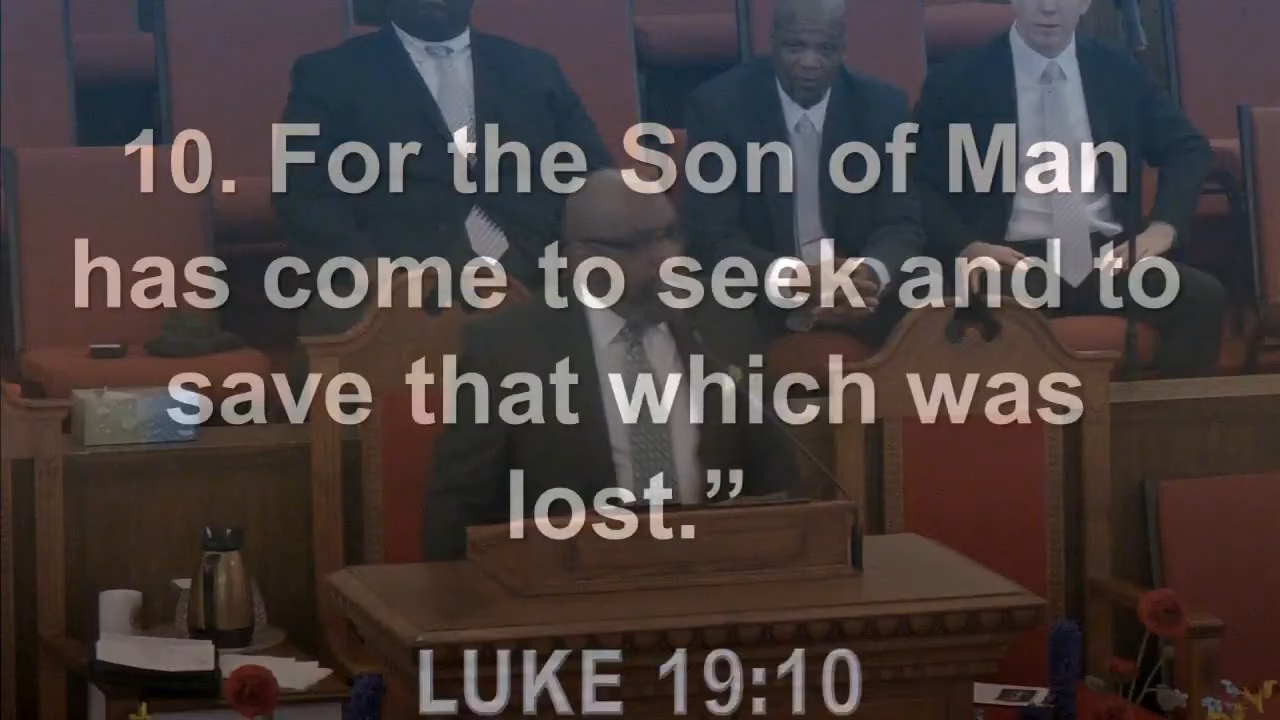 10. For the Son of Man
has come to seek and to
save that which was
lost.”
LUKE 19:10